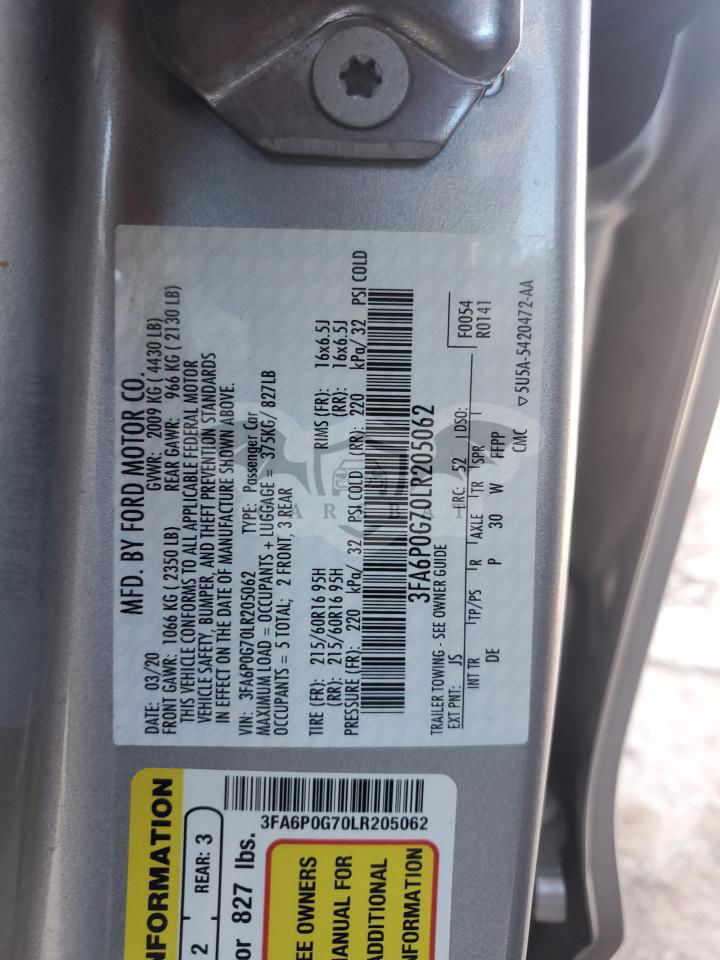 MFD. BY FORD MOTOR CO.
DATE: 03/20 GVWR: 2009 KG ( 4430 LB)
FRONT GAWR: 1066 KG ( 2350 LB) REAR GAWR: 966 KG ( 2130 LB)
THIS VEHICLE CONFORMS TO ALL APPLICABLE FEDERAL MOTOR
VEHICLE SAFETY, BUMPER, AND THEFT PREVENTION STANDARDS
IN EFFECT ON THE DATE OF MANUFACTURE SHOWN ABOVE.
VIN: 3FA6P0G70LR205062 TYPE: Passenger Car
MAXIMUM LOAD = OCCUPANTS + LUGGAGE = 375KG/ 827LB
OCCUPANTS = 5 TOTAL; 2 FRONT, 3 REAR
TIRE (FR): 215/60R16 95H RIMS (FR): 16x6.5J
(RR): 215/60R16 95H (RR): 16x6.5J
PRESSURE (FR): 220 kPa/ 32 PSI COLD (RR): 220 kPa/ 32 PSI COLD
3FA6P0G70LR205062
TRAILER TOWING - SEE OWNER GUIDE
EXT PNT: JS RC: 52 DSO: F0054
INT TR TP/PS R AXLE TR SPR R0141
DE P 30 W FEPP
CMC ▽5U5A-5420472-AA
NFORMATION
2 REAR: 3
or 827 lbs.
3FA6P0G70LR205062
EE OWNERS
ANUAL FOR
ADDITIONAL
NFORMATION